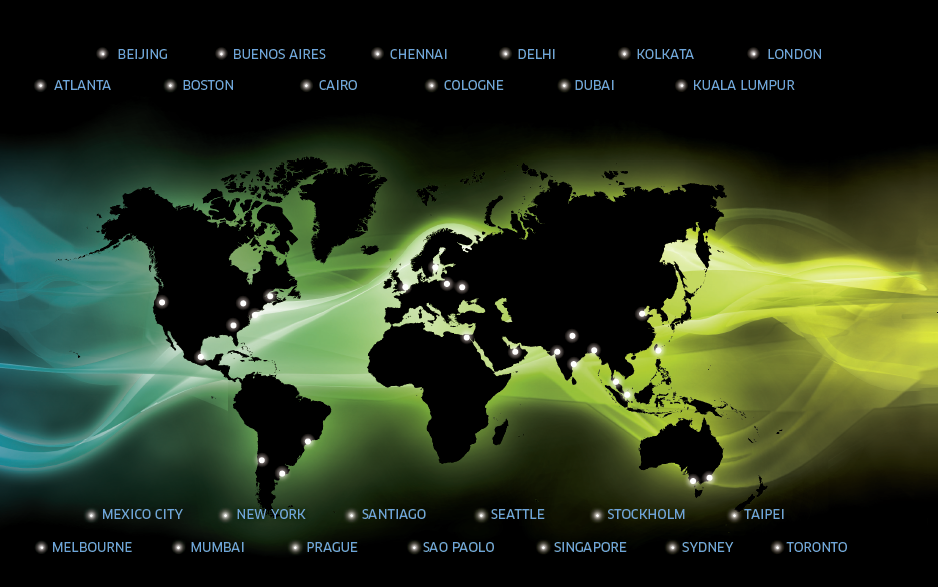 BEIJING BUENOS AIRES CHENNAI DELHI KOLKATA LONDON
ATLANTA BOSTON CAIRO COLOGNE DUBAI KUALA LUMPUR
MEXICO CITY NEW YORK SANTIAGO SEATTLE STOCKHOLM TAIPEI
MELBOURNE MUMBAI PRAGUE SAO PAOLO SINGAPORE SYDNEY TORONTO